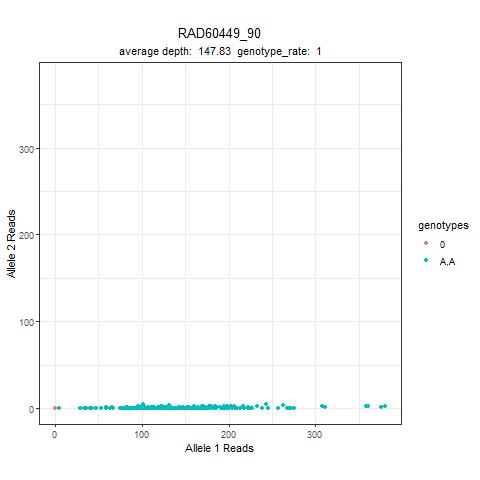 RAD60449_90
average depth:  147.83  genotype_rate:  1
300
200
100
0
Allele 2 Reads
0
100
200
300
Allele 1 Reads
genotypes
0
A,A